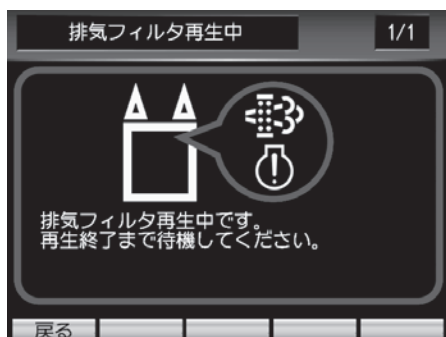 排気フィルタ再生中
1/1
排気フィルタ再生中です。
再生終了まで待機してください。
戻る